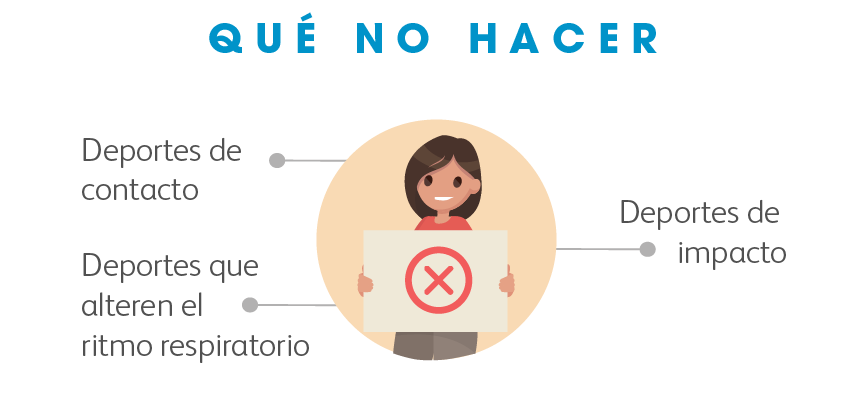 QUÉ NO HACER
Deportes de
contacto
Deportes que
alteren el
ritmo respiratorio
Deportes de
impacto